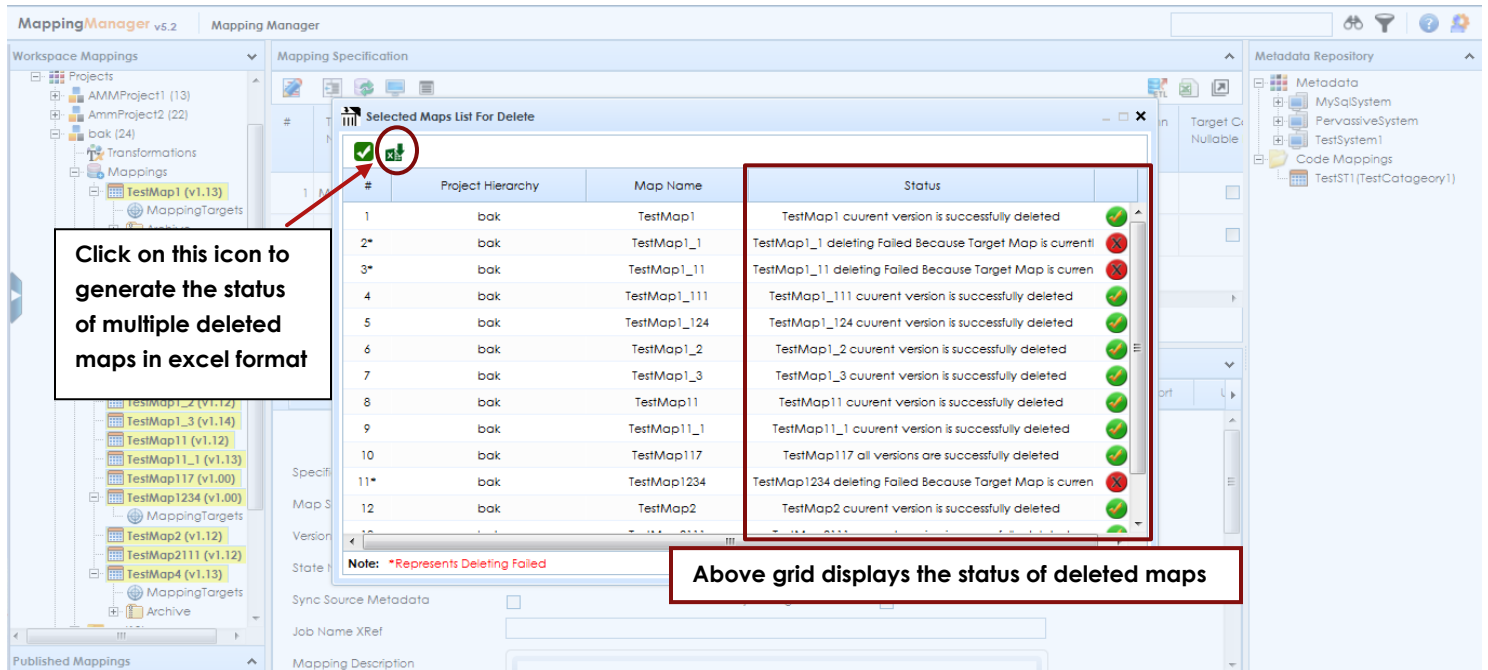 MappingManager v5.2 Mapping Manager
Workspace Mappings
Projects
AMMProject1 (13)
AmmProject2 (22)
bak (24)
Transformations
Mappings
TestMap1 (v1.13)
MappingTargets
Click on this icon to
generate the status
of multiple deleted
maps in excel format
TestMap1_2 (v1.12)
TestMap1_3 (v1.14)
TestMap11 (v1.12)
TestMap11_1 (v1.13)
TestMap117 (v1.00)
TestMap1234 (v1.00)
MappingTargets
TestMap2 (v1.12)
TestMap2111 (v1.12)
TestMap4 (v1.13)
MappingTargets
Archive
Published Mappings
Mapping Specification
ETL
# Target C
Nullable
1 M
Selected Maps List For Delete
# Project Hierarchy Map Name Status
1 bak TestMap1 TestMap1 cuurent version is successfully deleted
2* bak TestMap1_1 TestMap1_1 deleting Failed Because Target Map is currentl
3* bak TestMap1_11 TestMap1_11 deleting Failed Because Target Map is curren
4 bak TestMap1_111 TestMap1_111 cuurent version is successfully deleted
5 bak TestMap1_124 TestMap1_124 cuurent version is successfully deleted
6 bak TestMap1_2 TestMap1_2 cuurent version is successfully deleted
7 bak TestMap1_3 TestMap1_3 cuurent version is successfully deleted
8 bak TestMap11 TestMap11 cuurent version is successfully deleted
9 bak TestMap11_1 TestMap11_1 cuurent version is successfully deleted
10 bak TestMap117 TestMap117 all versions are successfully deleted
11* bak TestMap1234 TestMap1234 deleting Failed Because Target Map is curren
12 bak TestMap2 TestMap2 cuurent version is successfully deleted
Note: *Represents Deleting Failed
Above grid displays the status of deleted maps
Specifi
Map S
Version
State N
Sync Source Metadata
Job Name XRef
Mapping Description
Metadata Repository
Metadata
MySqlSystem
PervassiveSystem
TestSystem1
Code Mappings
TestST1(TestCatageory1)